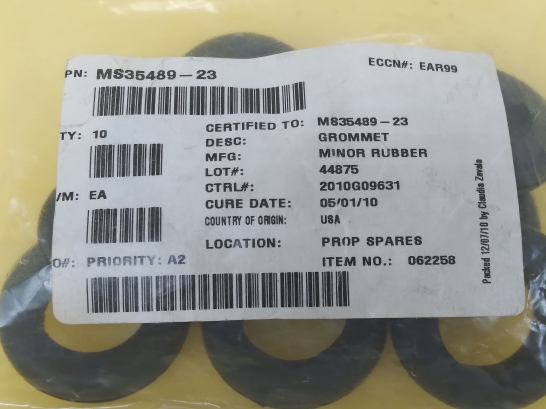 PN: MS35489-23
ECCN#: EAR99
TY: 10
CERTIFIED TO: MS35489-23
DESC: GROMMET
MFG: MINOR RUBBER
LOT#: 44875
CTRL#: 2010G09631
/M: EA
CURE DATE: 05/01/10
COUNTRY OF ORIGIN: USA
LOCATION: PROP SPARES
O#: PRIORITY: A2
ITEM NO.: 062258
Packed 12/07/10 by Claudia Zavala